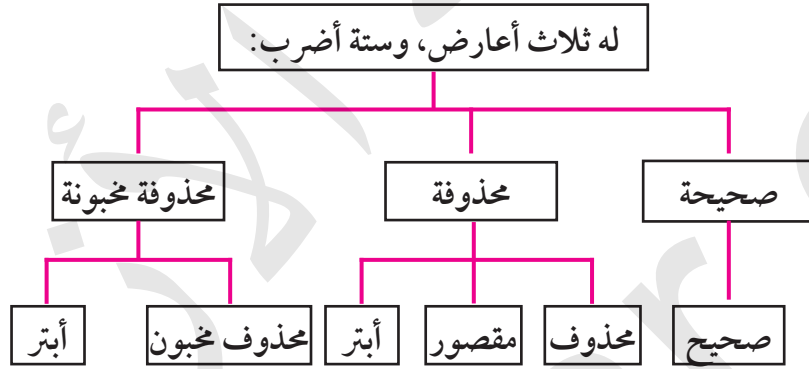 له ثلاث أعارض، وستة أضرب:
صحيحة
محذوفة
محذوفة مخبونة
صحيح
محذوف
مقصور
أبتر
محذوف مخبون
أبتر